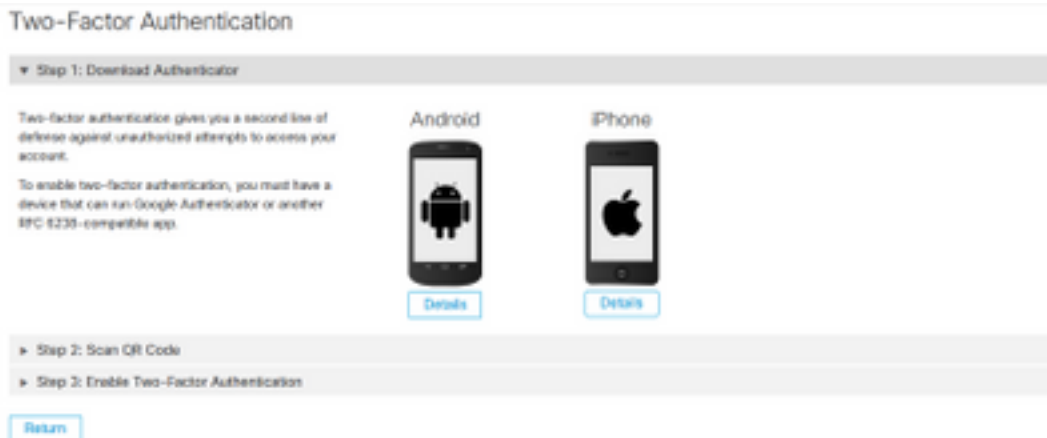 Two-Factor Authentication
Step 1: Download Authenticator
Two-factor authentication gives you a second line of
defense against unauthorized attempts to access your
account.
To enable two-factor authentication, you must have a
device that can run Google Authenticator or another
RFC 6238-compatible app.
Android
Details
iPhone
Details
Step 2: Scan QR Code
Step 3: Enable Two-Factor Authentication
Return